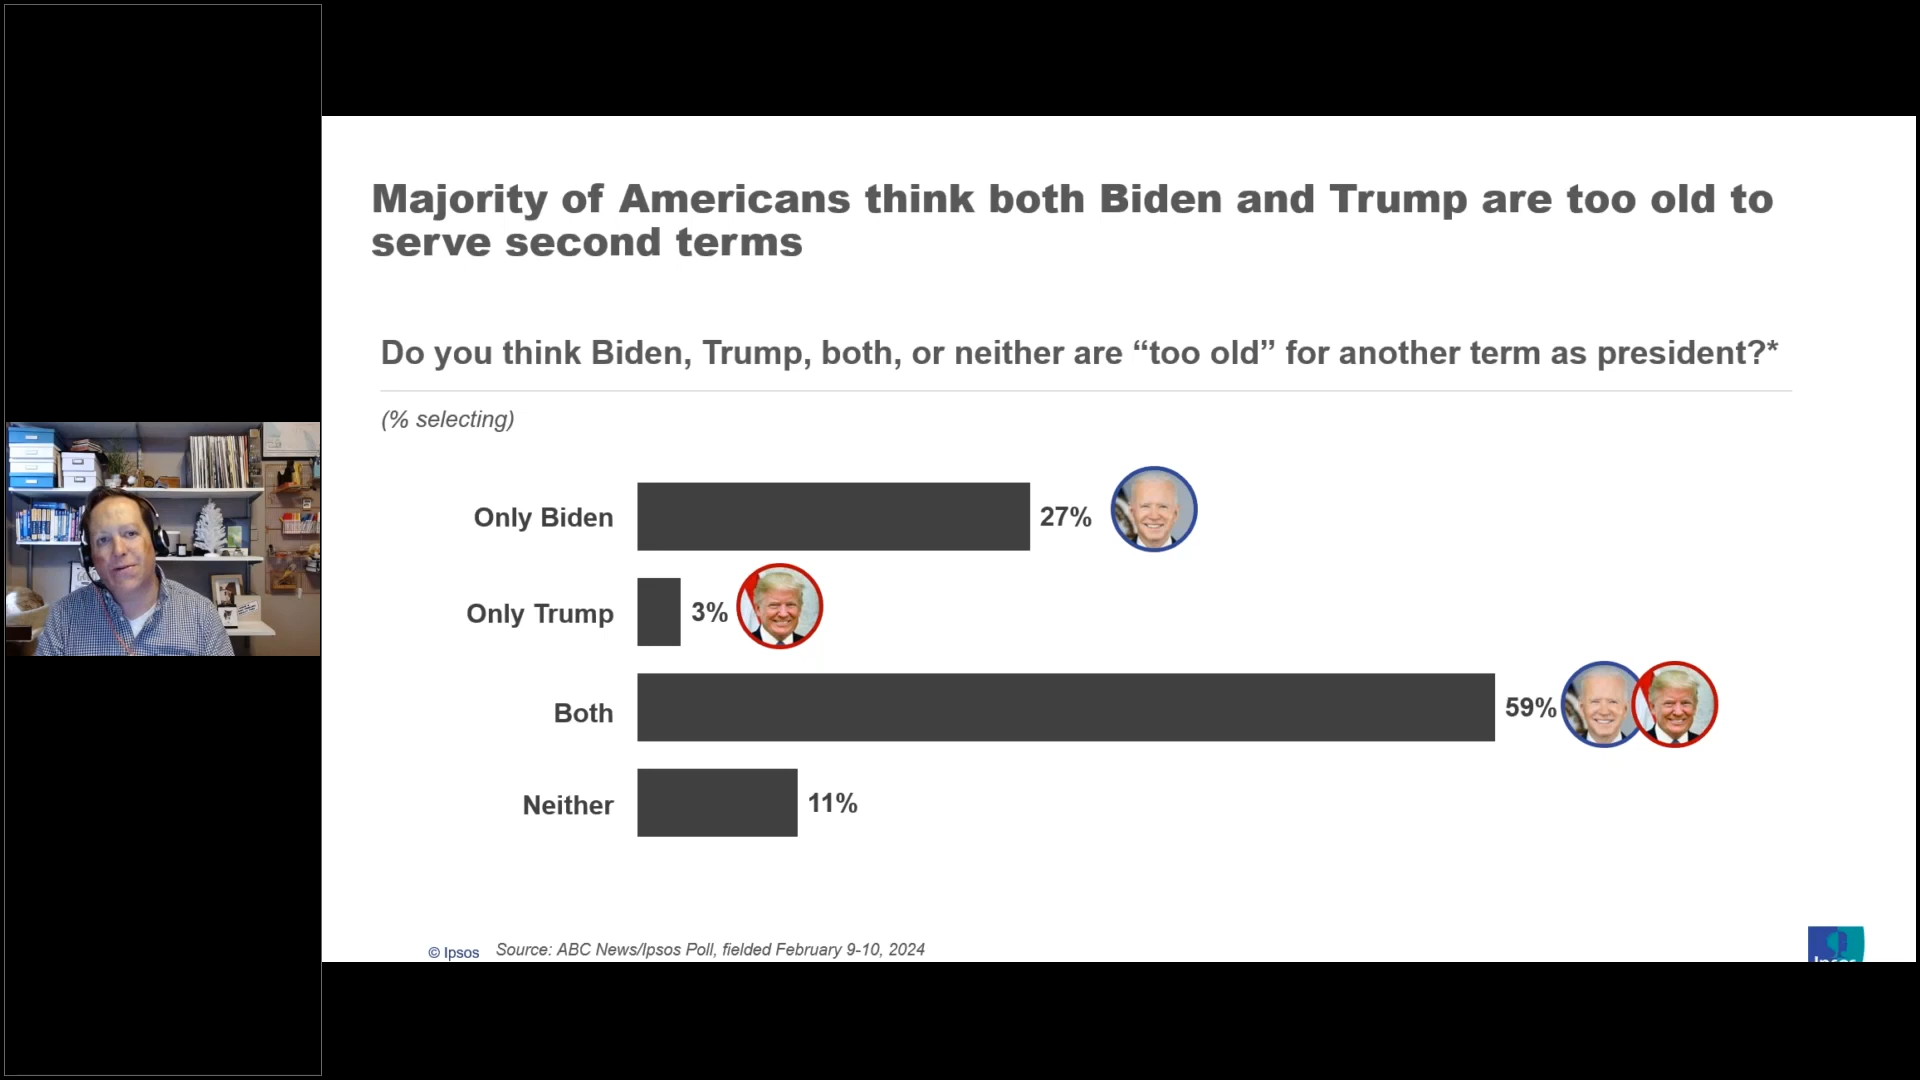 Majority of Americans think both Biden and Trump are too old to
serve second terms
Do you think Biden, Trump, both, or neither are “too old” for another term as president?*
(% selecting)
Only Biden 27%
Only Trump 3%
Both 59%
Neither 11%
© Ipsos Source: ABC News/Ipsos Poll, fielded February 9-10, 2024
Ipsos